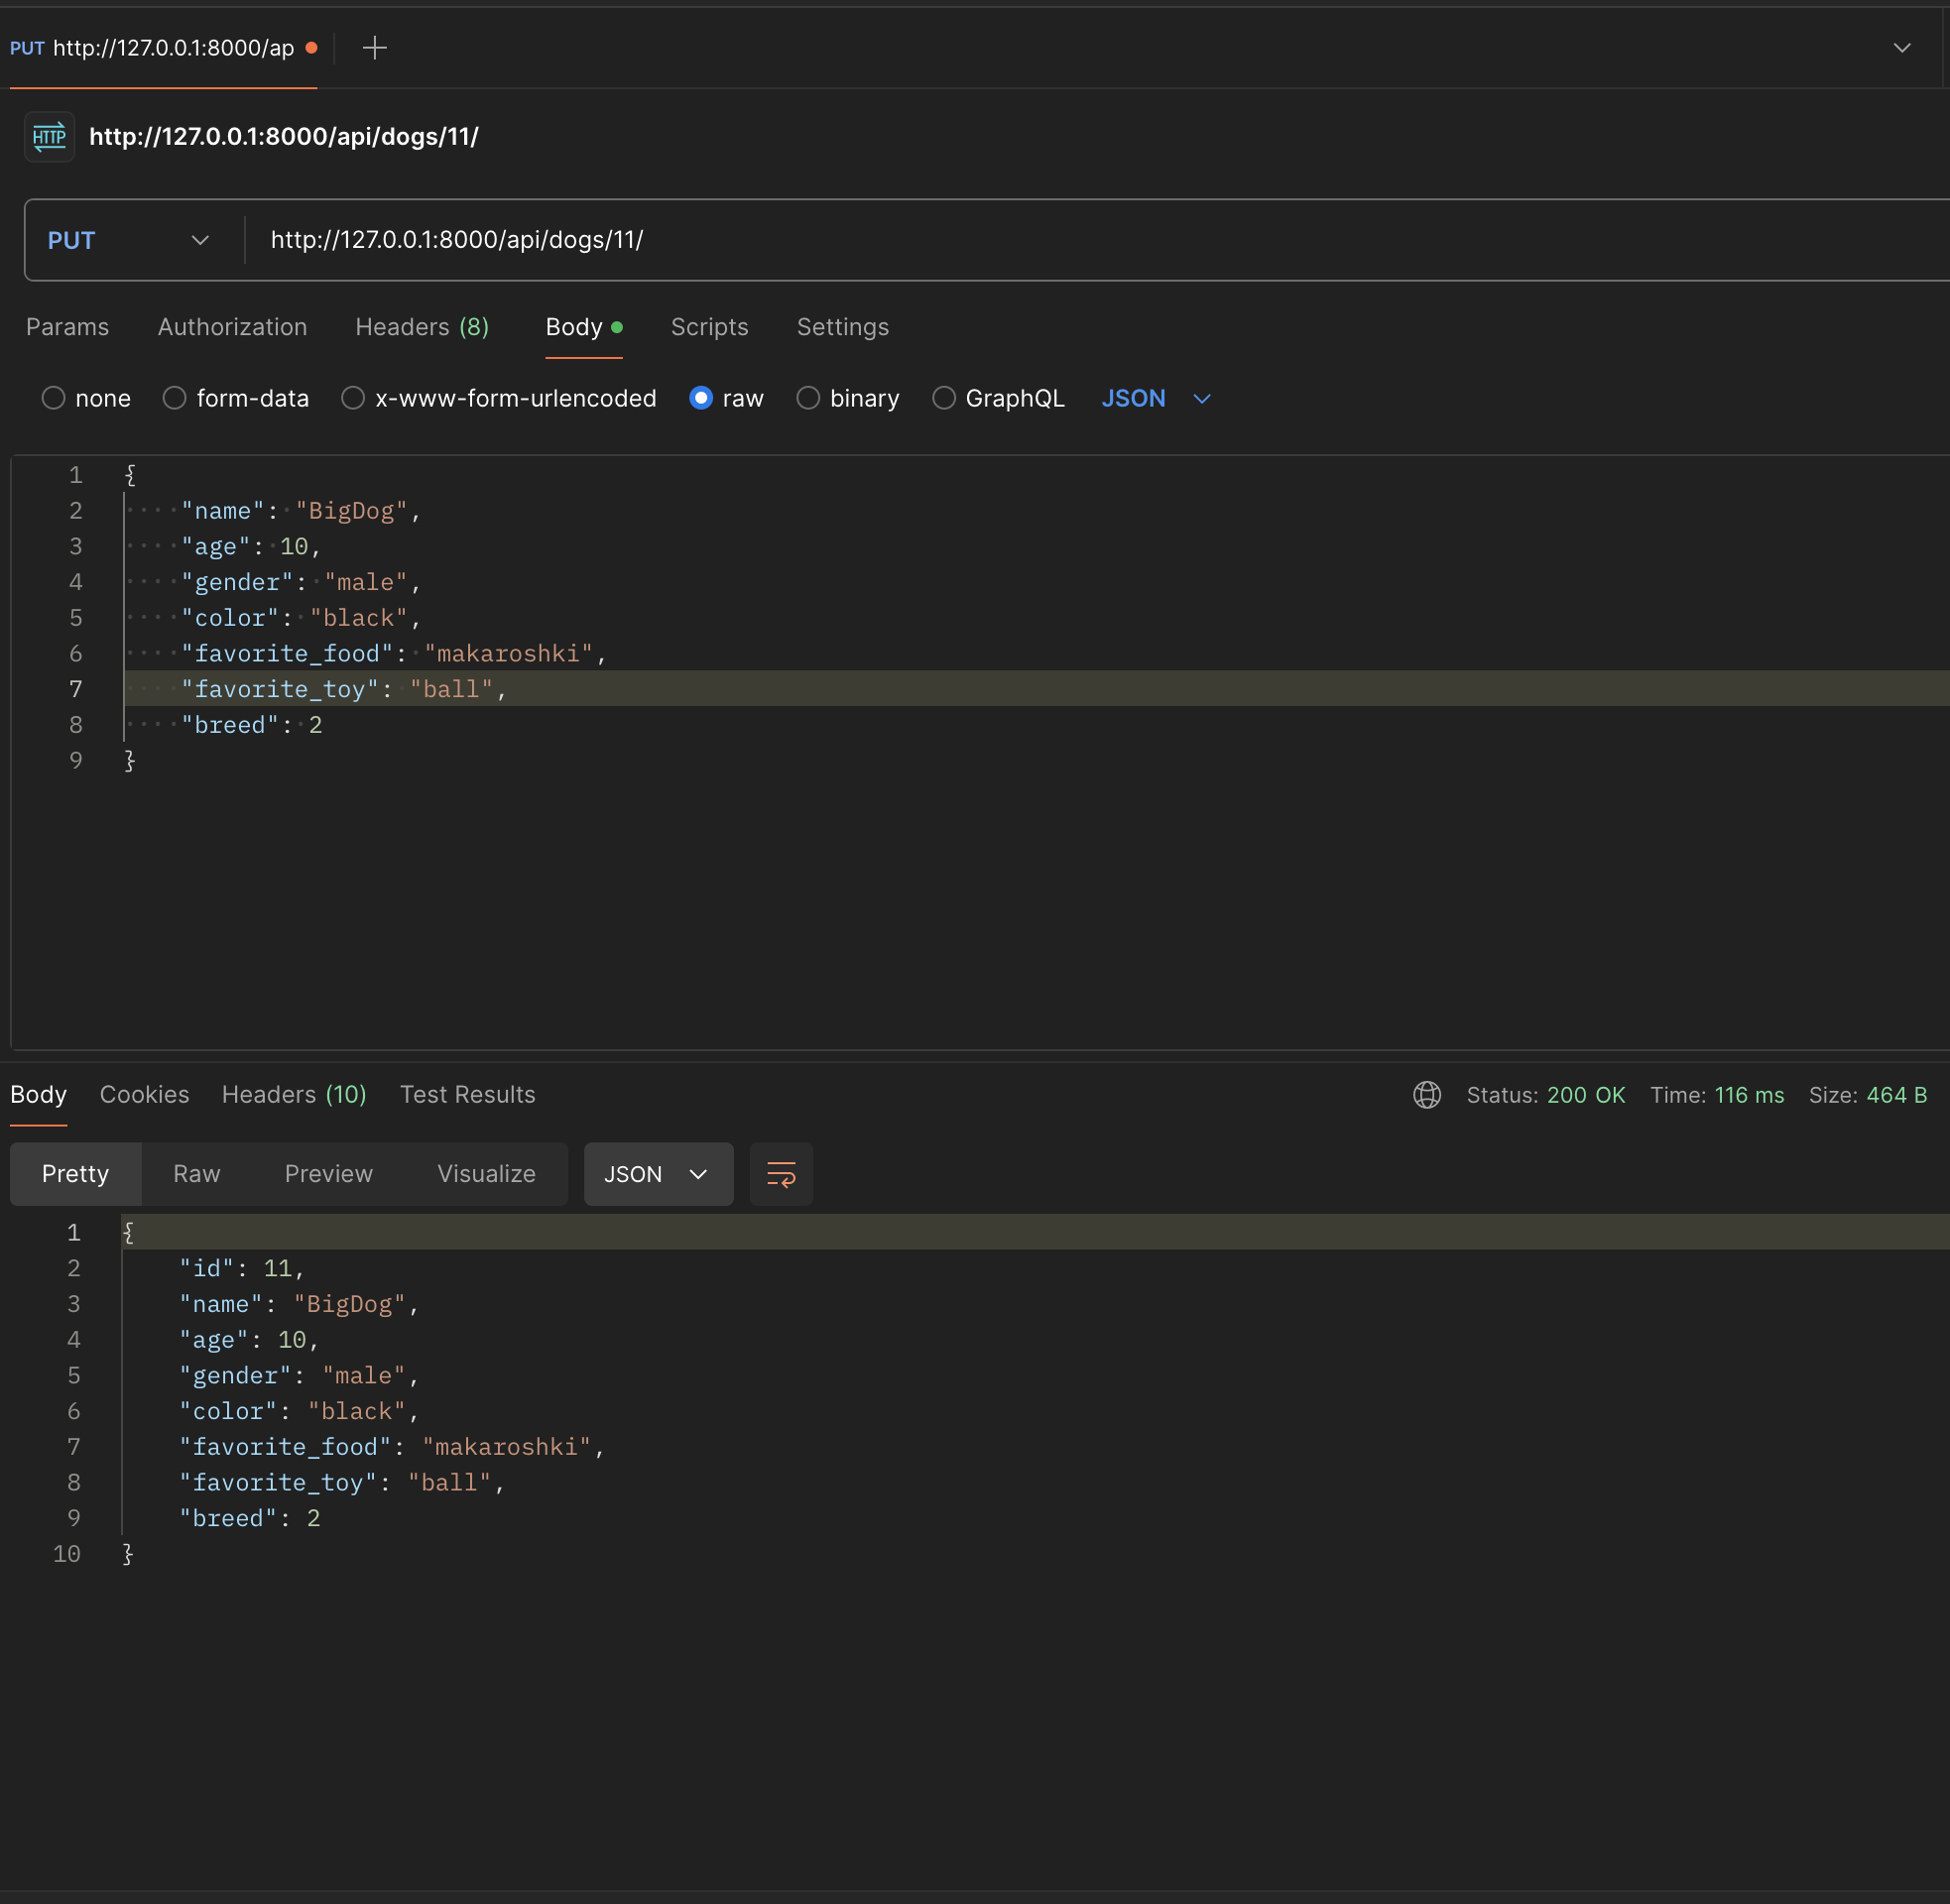 PUT http://127.0.0.1:8000/ap
HTTP http://127.0.0.1:8000/api/dogs/11/
PUT http://127.0.0.1:8000/api/dogs/11/
Params Authorization Headers (8) Body Scripts Settings
none form-data x-www-form-urlencoded raw binary GraphQL JSON
1 {
2 "name": "BigDog",
3 "age": 10,
4 "gender": "male",
5 "color": "black",
6 "favorite_food": "makaroshki",
7 "favorite_toy": "ball",
8 "breed": 2
9 }
Body Cookies Headers (10) Test Results Status: 200 OK Time: 116 ms Size: 464 B
Pretty Raw Preview Visualize JSON
1 {
2 "id": 11,
3 "name": "BigDog",
4 "age": 10,
5 "gender": "male",
6 "color": "black",
7 "favorite_food": "makaroshki",
8 "favorite_toy": "ball",
9 "breed": 2
10 }